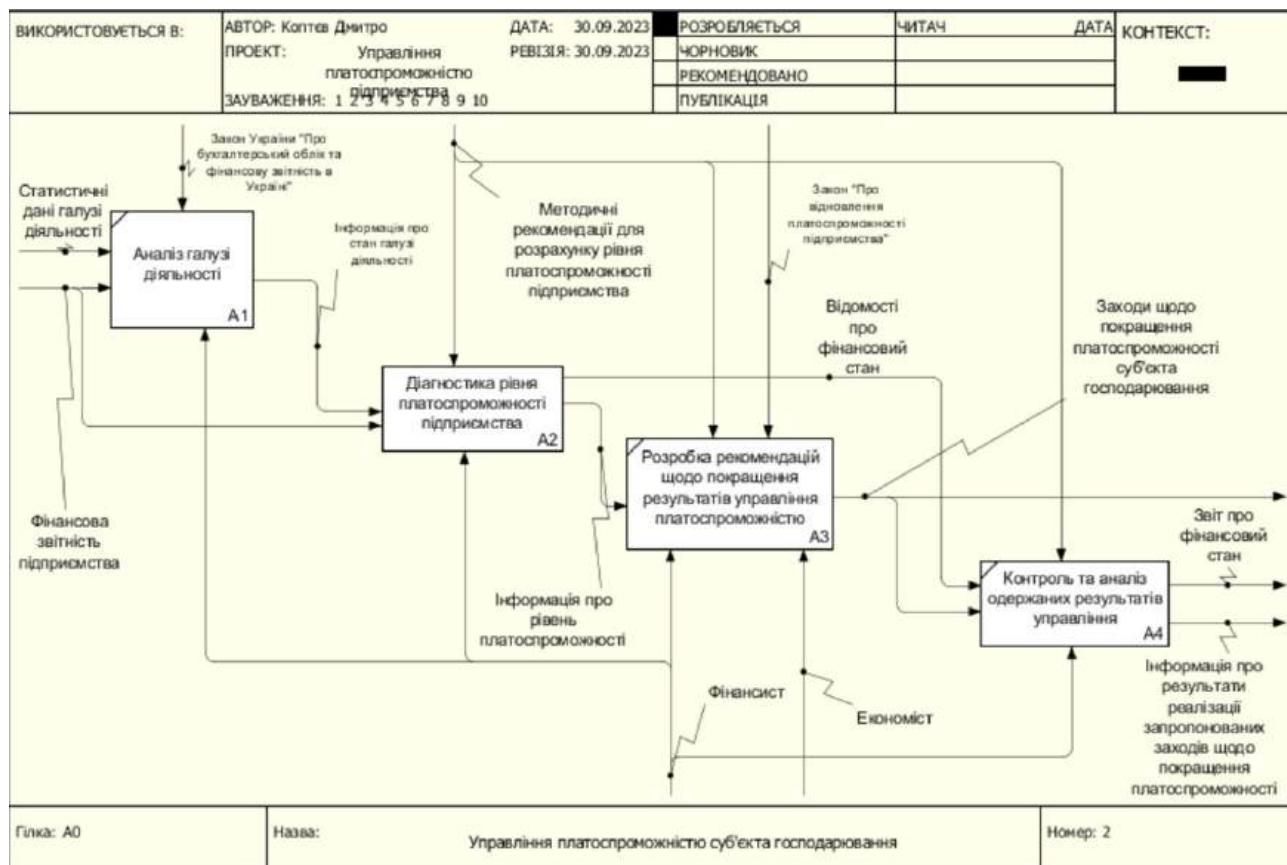 ВИКОРИСТОВУЄТЬСЯ В:
АВТОР: Коптєв Дмитро
ДАТА: 30.09.2023
ПРОЕКТ: Управління
платоспроможністю
підприємства
РЕВІЗІЯ: 30.09.2023
ЗАУВАЖЕННЯ: 1 2 3 4 5 6 7 8 9 10
РОЗРОБЛЯЄТЬСЯ
ЧОРНОВИК
РЕКОМЕНДОВАНО
ПУБЛІКАЦІЯ
ЧИТАЧ
ДАТА
КОНТЕКСТ:
Закон України "Про
бухгалтерський облік та
фінансову звітність в
Україні"
Статистичні
дані галузі
діяльності
Аналіз галузі
діяльності
A1
Інформація про
стан галузі
діяльності
Методичні
рекомендації для
розрахунку рівня
платоспроможності
підприємства
Закон "Про
відновлення
платоспроможності
підприємства"
Відомості
про
фінансовий
стан
Заходи щодо
покращення
платоспроможності
суб'єкта
господарювання
Діагностика рівня
платоспроможності
підприємства
A2
Розробка рекомендацій
щодо покращення
результатів управління
платоспроможністю
A3
Фінансова
звітність
підприємства
Звіт про
фінансовий
стан
Контроль та аналіз
одержаних результатів
управління
A4
Інформація про
рівень
платоспроможності
Фінансист
Економіст
Інформація про
результати
реалізації
запропонованих
заходів щодо
покращення
платоспроможності
Гілка: A0
Назва:
Управління платоспроможністю суб'єкта господарювання
Номер: 2